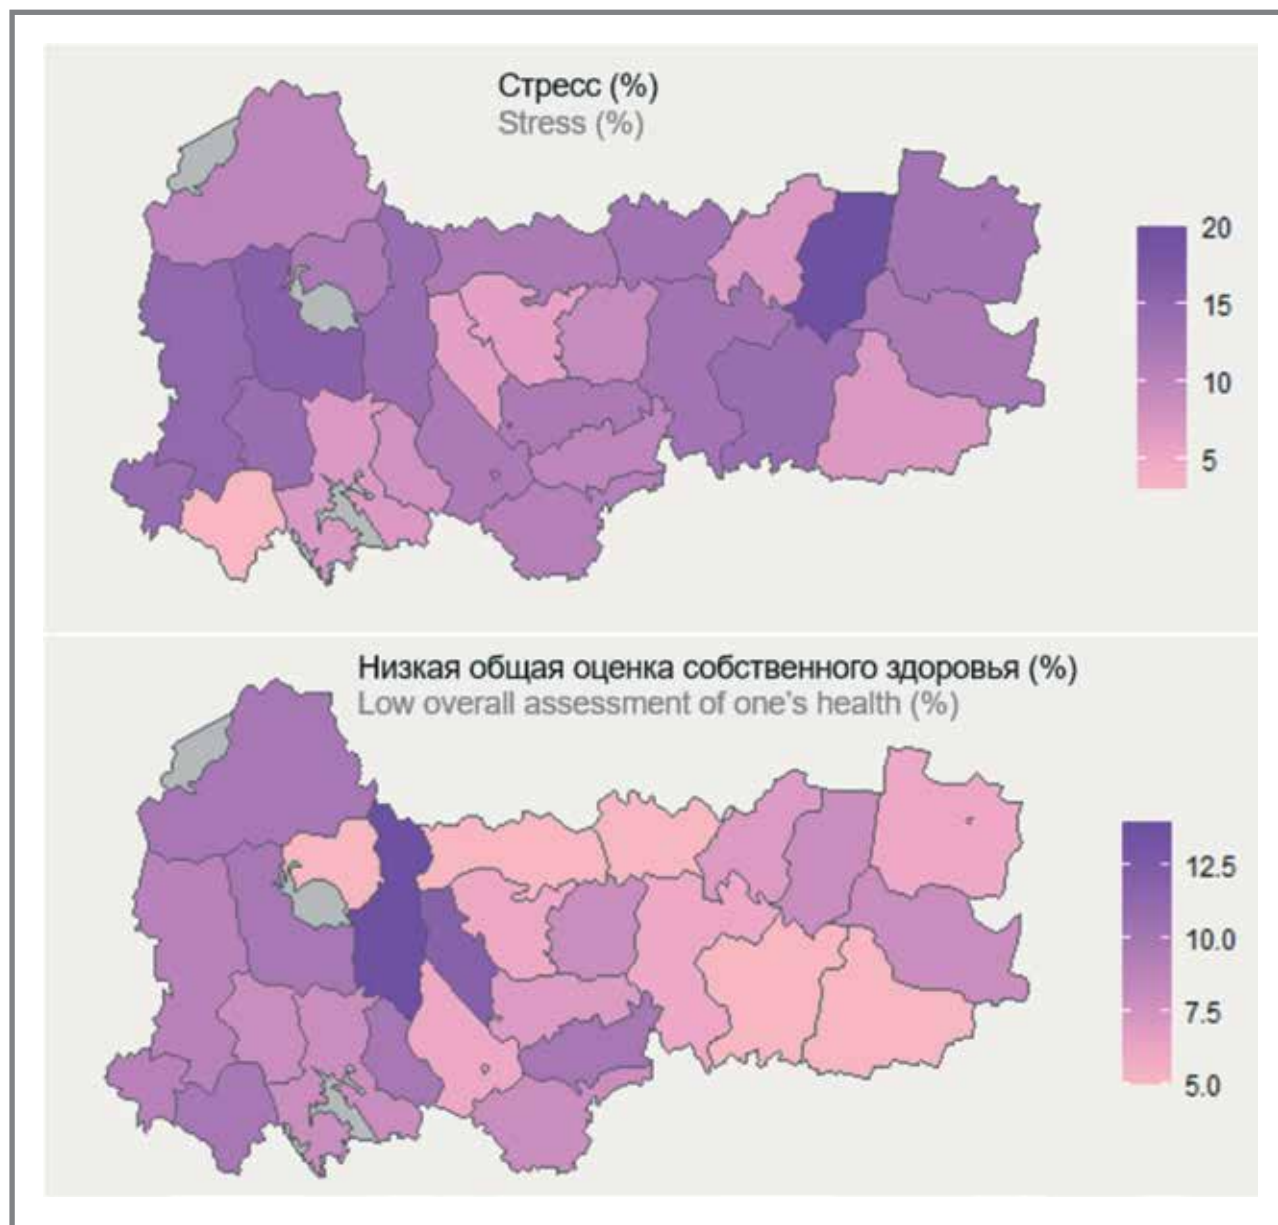 Стресс (%)
Stress (%)
20
15
10
5
Низкая общая оценка собственного здоровья (%)
Low overall assessment of one's health (%)
12.5
10.0
7.5
5.0